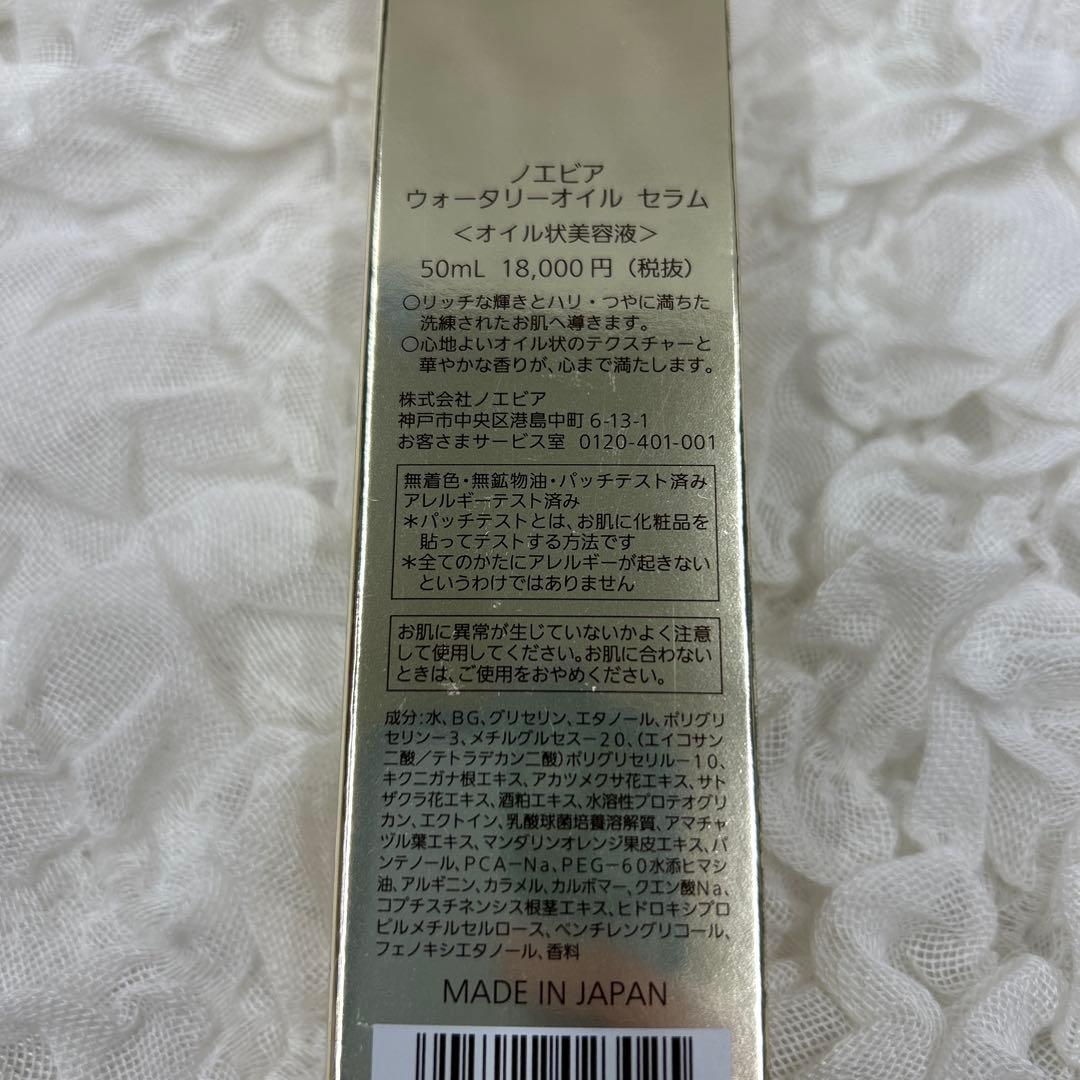 ノエビア
ウォータリーオイル セラム
＜オイル状美容液＞
50mL 18,000円（税抜）
○リッチな輝きとハリ・つやに満ちた
洗練されたお肌へ導きます。
○心地よいオイル状のテクスチャーと
華やかな香りが、心まで満たします。
株式会社ノエビア
神戸市中央区港島中町6-13-1
お客さまサービス室 0120-401-001
無着色・無鉱物油・パッチテスト済み
アレルギーテスト済み
＊パッチテストとは、お肌に化粧品を
貼ってテストする方法です
＊全てのかたにアレルギーが起きない
というわけではありません
お肌に異常が生じていないかよく注意
して使用してください。お肌に合わない
ときは、ご使用をおやめください。
成分：水、BG、グリセリン、エタノール、ポリグリ
セリン－3、メチルグルセス－20、（エイコサン
二酸／テトラデカン二酸）ポリグリセリル－10、
キクニガナ根エキス、アカツメクサ花エキス、サト
ザクラ花エキス、酒粕エキス、水溶性プロテオグリ
カン、エクトイン、乳酸球菌培養溶解質、アマチャ
ヅル葉エキス、マンダリンオレンジ果皮エキス、パ
ンテノール、PCA－Na、PEG－60水添ヒマシ
油、アルギニン、カラメル、カルボマー、クエン酸Na、
コプチスチネンシス根茎エキス、ヒドロキシプロ
ピルメチルセルロース、ペンチレングリコール、
フェノキシエタノール、香料
MADE IN JAPAN